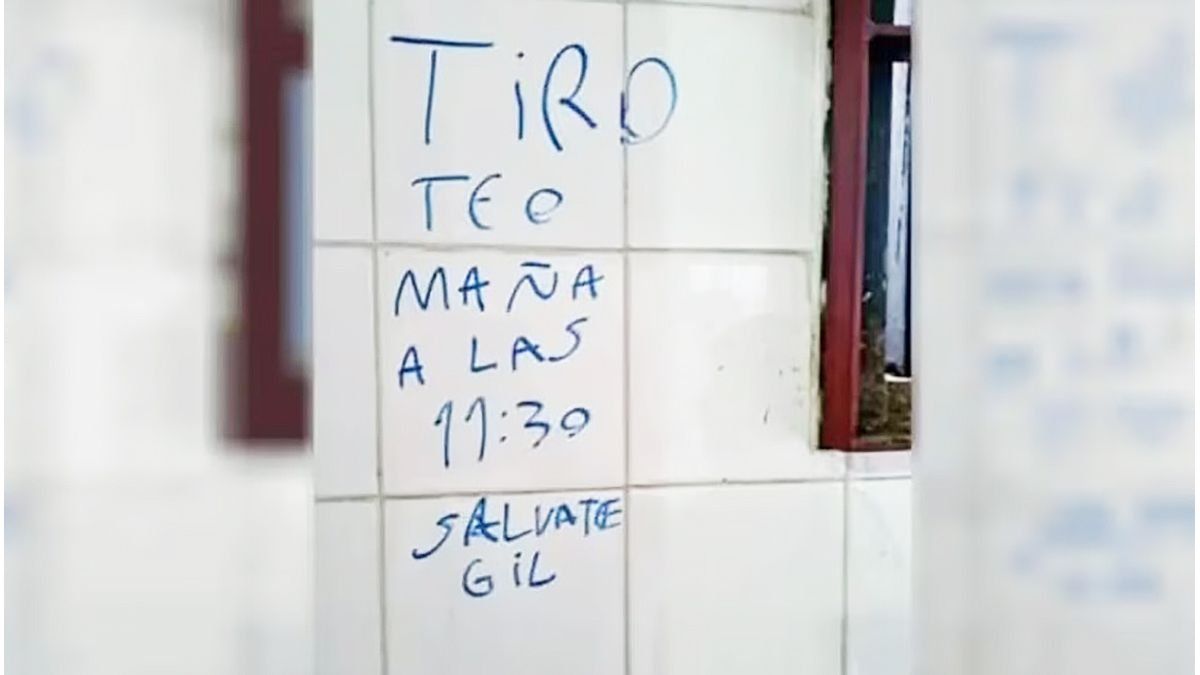 TiRO
TEO
MAÑA
A LAS
11:30
SALVATE
GiL